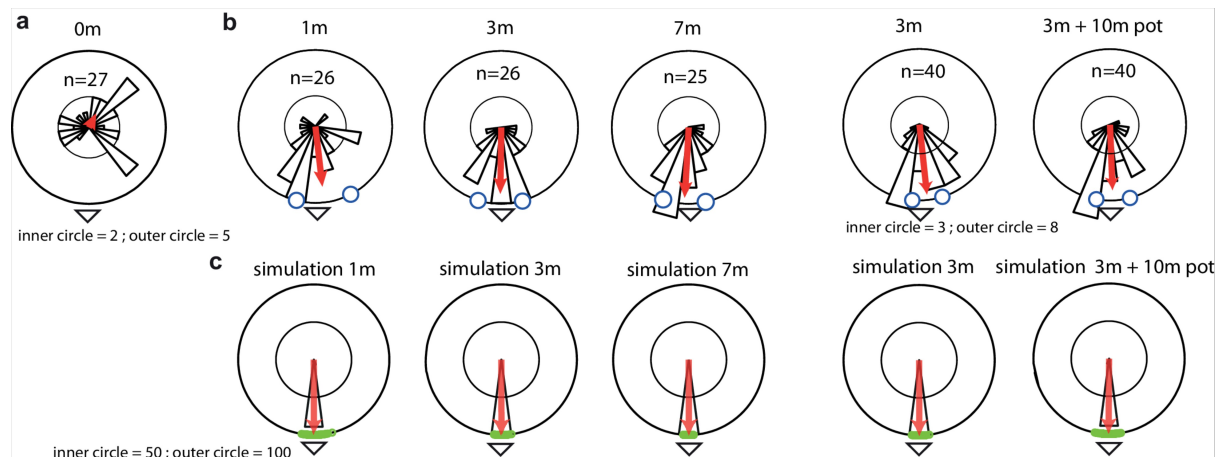 a
0m
n=27
inner circle = 2 ; outer circle = 5
b
1m
3m
7m
3m
3m + 10m pot
n=26
n=26
n=25
n=40
n=40
inner circle = 3 ; outer circle = 8
c
simulation 1m
simulation 3m
simulation 7m
simulation 3m
simulation 3m + 10m pot
inner circle = 50 ; outer circle = 100